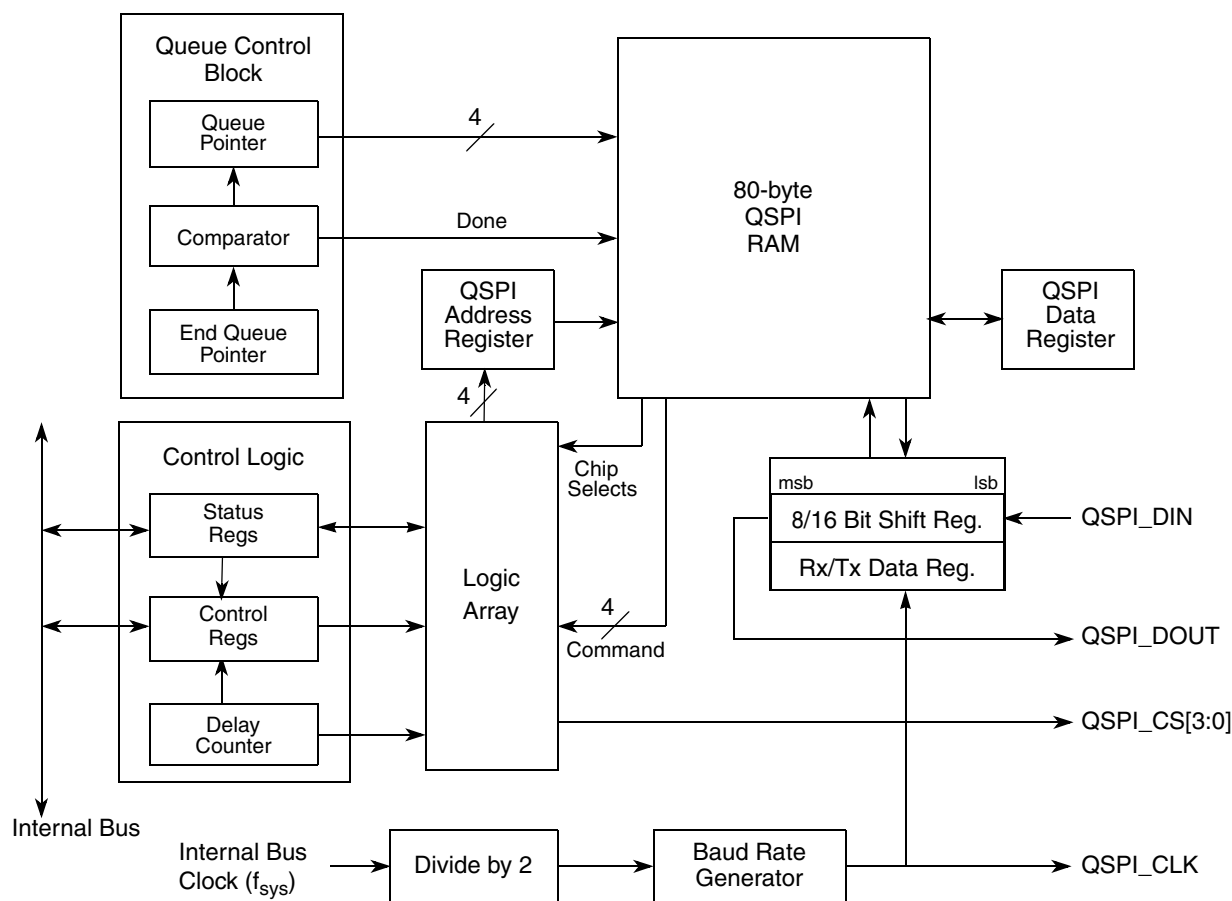 Queue Control
Block
Queue
Pointer
4
Comparator
Done
End Queue
Pointer
80-byte
QSPI
RAM
QSPI
Address
Register
QSPI
Data
Register
4
Control Logic
Status
Regs
Control
Regs
Delay
Counter
Logic
Array
Chip
Selects
4
Command
msb
lsb
8/16 Bit Shift Reg.
Rx/Tx Data Reg.
QSPI_DIN
QSPI_DOUT
QSPI_CS[3:0]
Internal Bus
Internal Bus
Clock (fsys)
Divide by 2
Baud Rate
Generator
QSPI_CLK